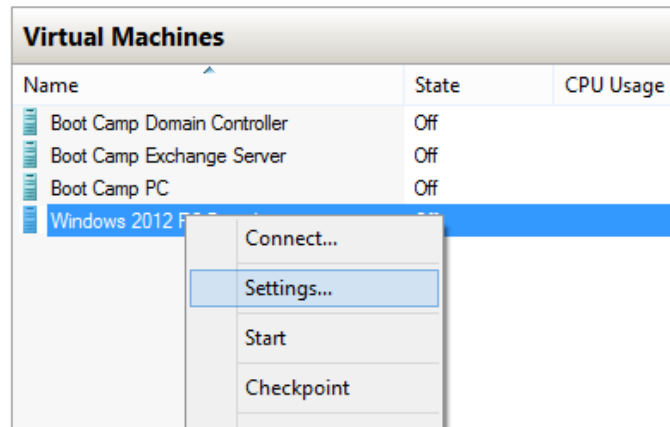 Virtual Machines
Name State CPU Usage
Boot Camp Domain Controller Off
Boot Camp Exchange Server Off
Boot Camp PC Off
Windows 2012
Connect...
Settings...
Start
Checkpoint